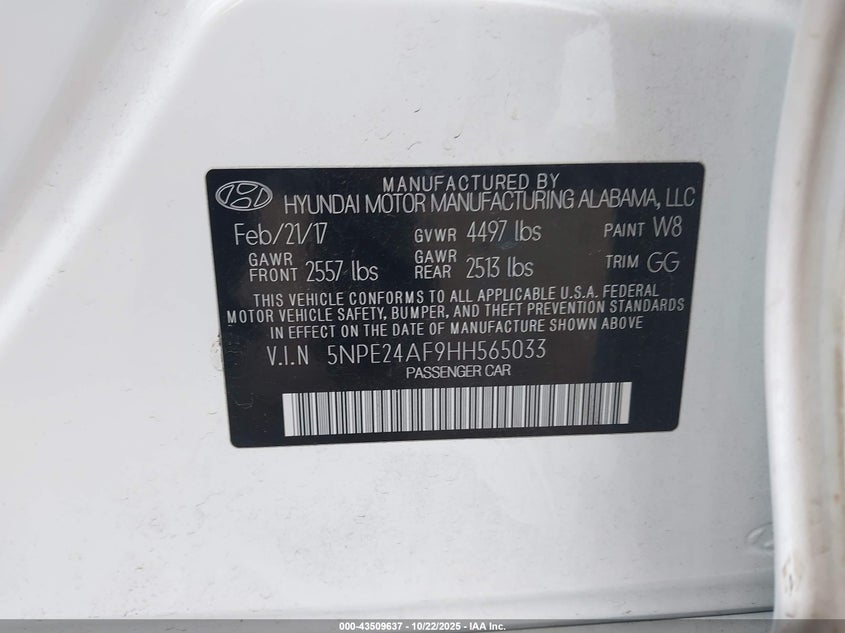 MANUFACTURED BY
HYUNDAI MOTOR MANUFACTURING ALABAMA, LLC
Feb/21/17 GVWR 4497 lbs PAINT W8
GAWR FRONT 2557 lbs GAWR REAR 2513 lbs TRIM GG
THIS VEHICLE CONFORMS TO ALL APPLICABLE U.S.A. FEDERAL
MOTOR VEHICLE SAFETY, BUMPER, AND THEFT PREVENTION STANDARDS
IN EFFECT ON THE DATE OF MANUFACTURE SHOWN ABOVE
V.I.N 5NPE24AF9HH565033
PASSENGER CAR
000-43509637 - 10/22/2025 - IAA Inc.